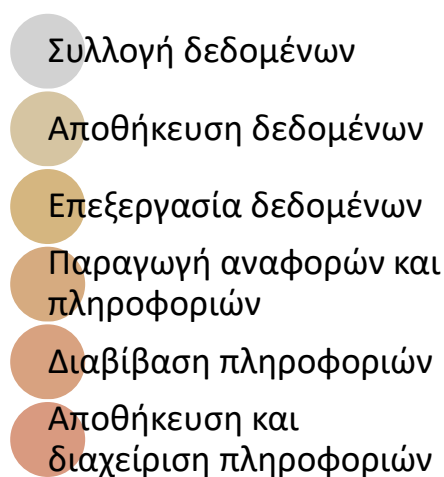 Συλλογή δεδομένων
Αποθήκευση δεδομένων
Επεξεργασία δεδομένων
Παραγωγή αναφορών και
πληροφοριών
Διαβίβαση πληροφοριών
Αποθήκευση και
διαχείριση πληροφοριών